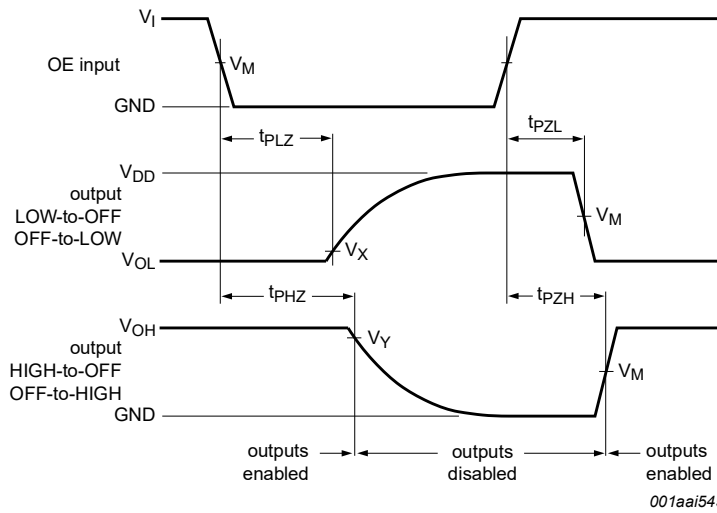 VI
OE input
VM
GND
tPLZ
tPZL
VDD
output
LOW-to-OFF
OFF-to-LOW
VM
VX
VOL
tPHZ
tPZH
VOH
output
HIGH-to-OFF
OFF-to-HIGH
VY
VM
GND
outputs
enabled
outputs
disabled
outputs
enabled